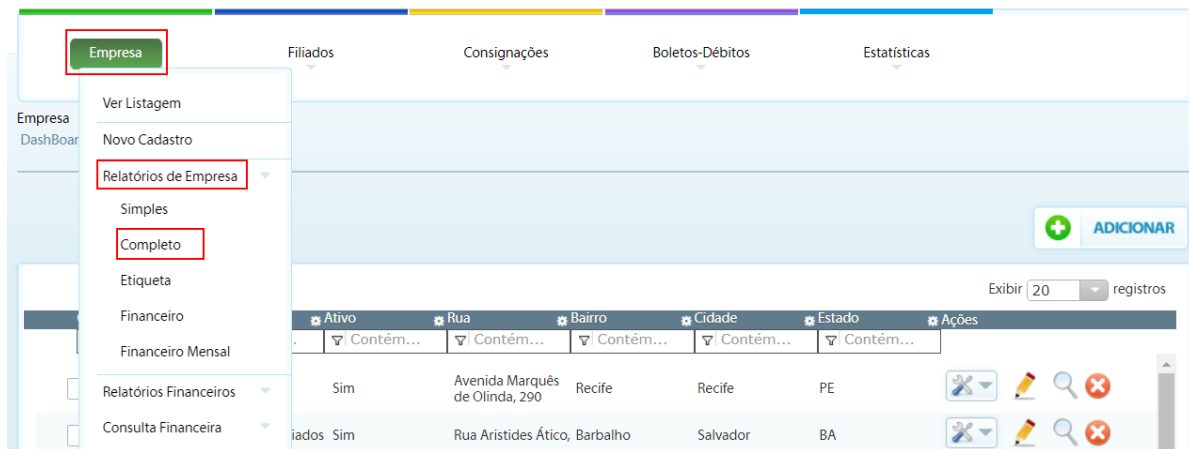 Empresa Filiados Consignações Boletos-Débitos Estatísticas
Ver Listagem
Empresa
DashBoar Novo Cadastro
Relatórios de Empresa
Simples
Completo
ADICIONAR
Etiqueta
Exibir 20 registros
Financeiro
Ativo Rua Bairro Cidade Estado Ações
. Contém... Contém... Contém... Contém... Contém...
Financeiro Mensal
Sim Avenida Marquês de Olinda, 290 Recife Recife PE
Relatórios Financeiros
Consulta Financeira
iados Sim Rua Aristides Ático, Barbalho Salvador BA